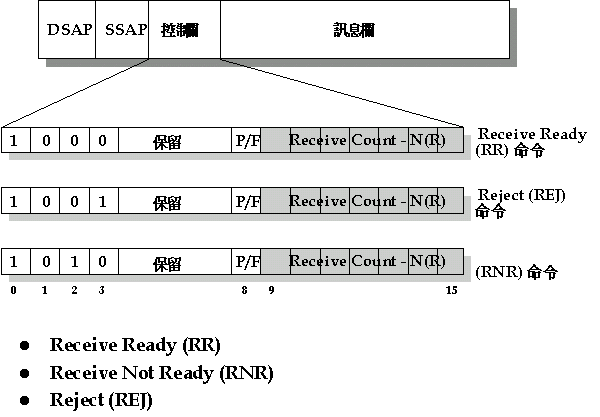 DSAP SSAP 控制欄 訊息欄
1 0 0 0 保留 P/F Receive Count - N(R) Receive Ready
(RR) 命令
1 0 0 1 保留 P/F Receive Count - N(R) Reject (REJ)
命令
1 0 1 0 保留 P/F Receive Count - N(R) (RNR) 命令
0 1 2 3 8 9 15
● Receive Ready (RR)
● Receive Not Ready (RNR)
● Reject (REJ)